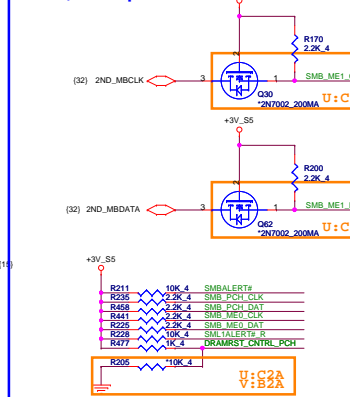 R170
2.2K_4
2
{32} 2ND_MBCLK 3 1 SMB_ME1_
Q30
*2N7002_200MA
U:C
+3V_S5
R200
2.2K_4
2
{32} 2ND_MBDATA 3 1 SMB_ME1_
Q62
*2N7002_200MA
U:C
{15}
+3V_S5
R211 10K_4 SMBALERT#
R235 2.2K_4 SMB_PCH_CLK
R458 2.2K_4 SMB_PCH_DAT
R441 2.2K_4 SMB_ME0_CLK
R225 2.2K_4 SMB_ME0_DAT
R228 10K_4 SML1ALERT#_R
R477 1K_4 DRAMRST_CNTRL_PCH
R205 *10K_4
U:C2A
V:B2A